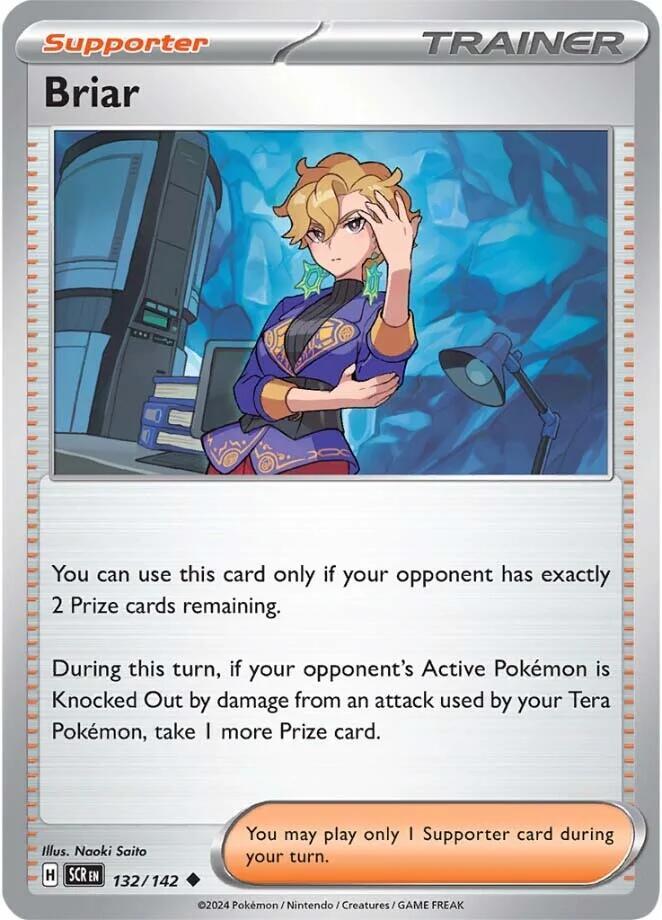 Supporter
TRAINER
Briar
You can use this card only if your opponent has exactly
2 Prize cards remaining.
During this turn, if your opponent's Active Pokémon is
Knocked Out by damage from an attack used by your Tera
Pokémon, take 1 more Prize card.
You may play only 1 Supporter card during
your turn.
Illus. Naoki Saito
H SCR EN 132/142
©2024 Pokémon / Nintendo / Creatures / GAME FREAK